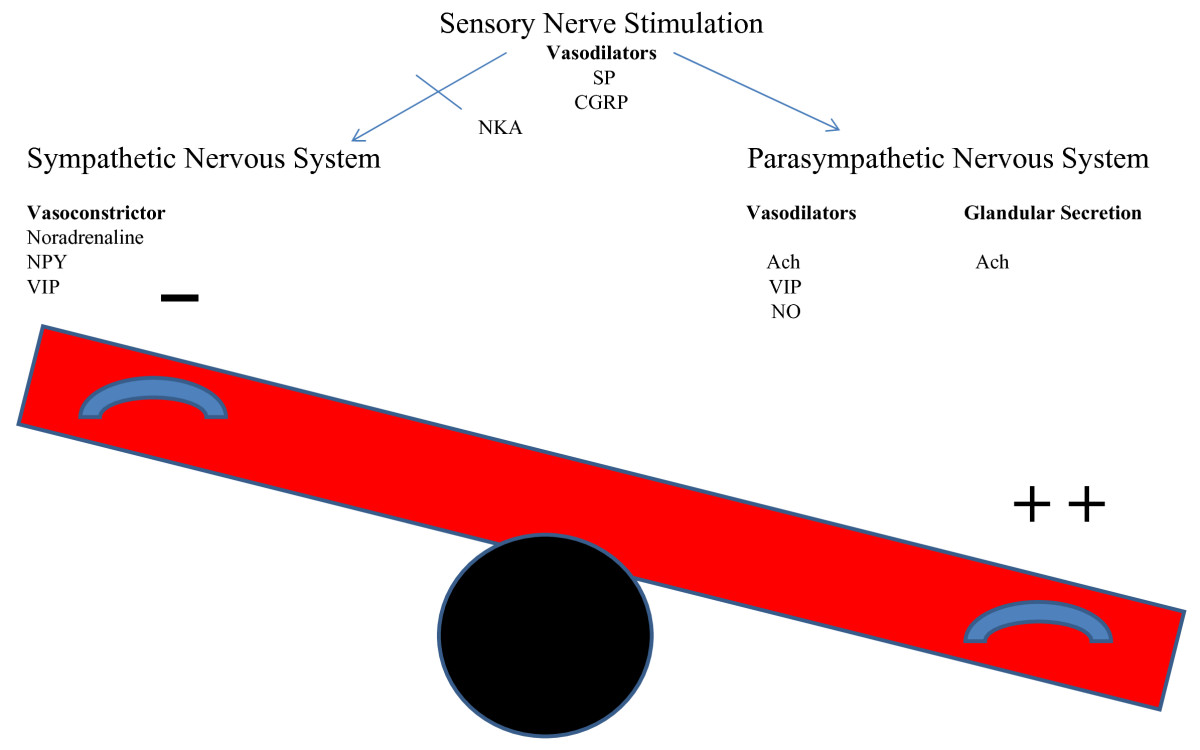 Sensory Nerve Stimulation
Vasodilators
SP
CGRP
NKA
Sympathetic Nervous System
Vasoconstrictor
Noradrenaline
NPY
VIP
−
Parasympathetic Nervous System
Vasodilators
Ach
VIP
NO
Glandular Secretion
Ach
++